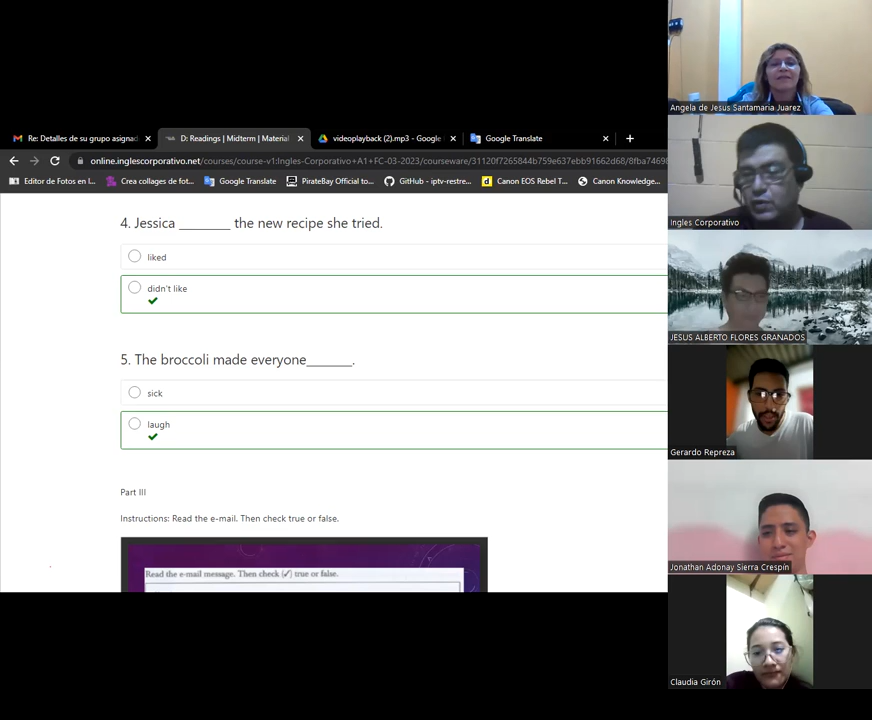 Re: Detalles de su grupo asignad
D: Readings | Midterm | Material
videoplayback (2).mp3 - Google
Google Translate
online.inglescorporativo.net/courses/course-v1:Ingles-Corporativo+A1+FC-03-2023/courseware/31120f7265844b759e637ebb91662d68/8fba7469
Editor de Fotos en l...
Crea collages de fot...
Google Translate
PirateBay Official to...
GitHub - iptv-restre...
Canon EOS Rebel T...
Canon Knowledge...
4. Jessica ________ the new recipe she tried.
liked
didn't like
5. The broccoli made everyone_______.
sick
laugh
Part III
Instructions: Read the e-mail. Then check true or false.
Read the e-mail message. Then check (✓) true or false.
Angela de Jesus Santamaria Juarez
Ingles Corporativo
JESUS ALBERTO FLORES GRANADOS
Gerardo Repreza
Jonathan Adonay Sierra Crespín
Claudia Girón